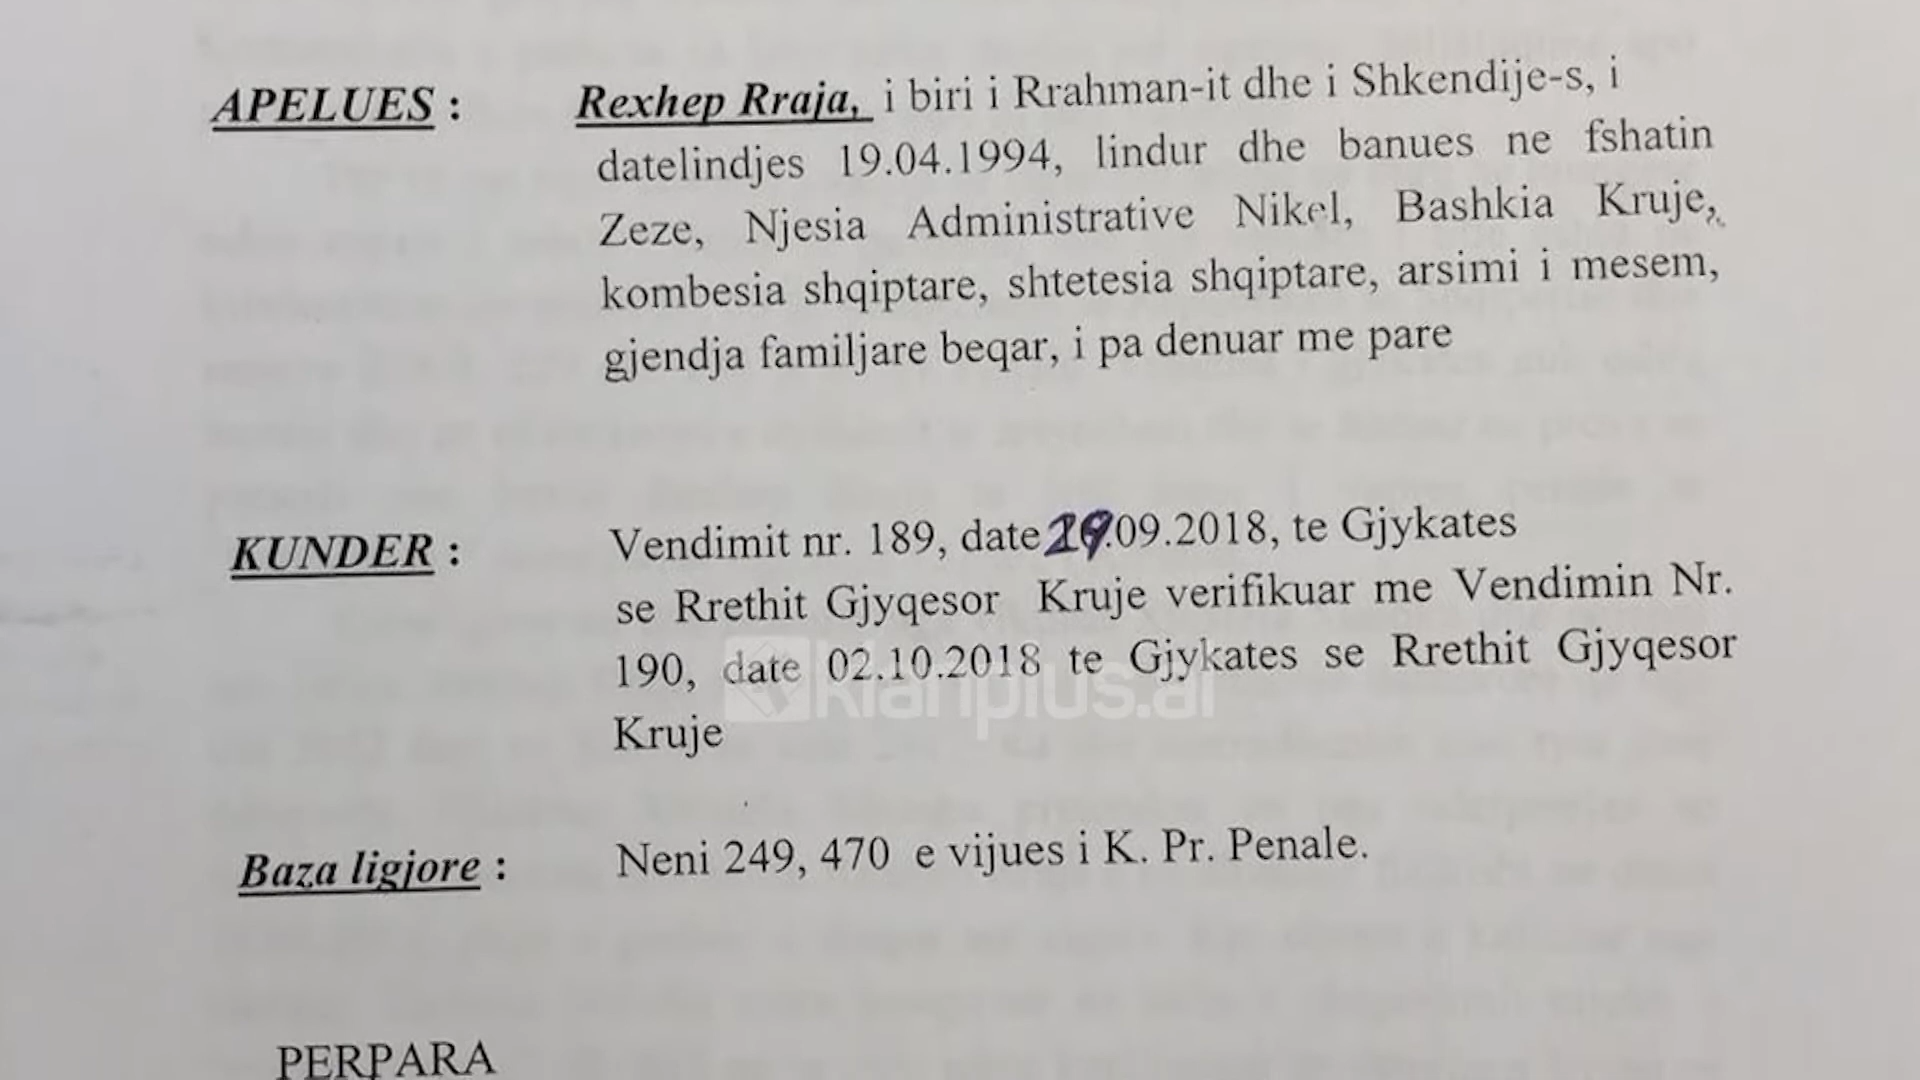 APELUES : Rexhep Rraja, i biri i Rrahman-it dhe i Shkendije-s, i
datelindjes 19.04.1994, lindur dhe banues ne fshatin
Zeze, Njesia Administrative Nikel, Bashkia Kruje,
kombesia shqiptare, shtetesia shqiptare, arsimi i mesem,
gjendja familjare beqar, i pa denuar me pare
KUNDER : Vendimit nr. 189, date 29.09.2018, te Gjykates
se Rrethit Gjyqesor Kruje verifikuar me Vendimin Nr.
190, date 02.10.2018 te Gjykates se Rrethit Gjyqesor
klanplus.al
Kruje
Baza ligjore : Neni 249, 470 e vijues i K. Pr. Penale.
PERPARA